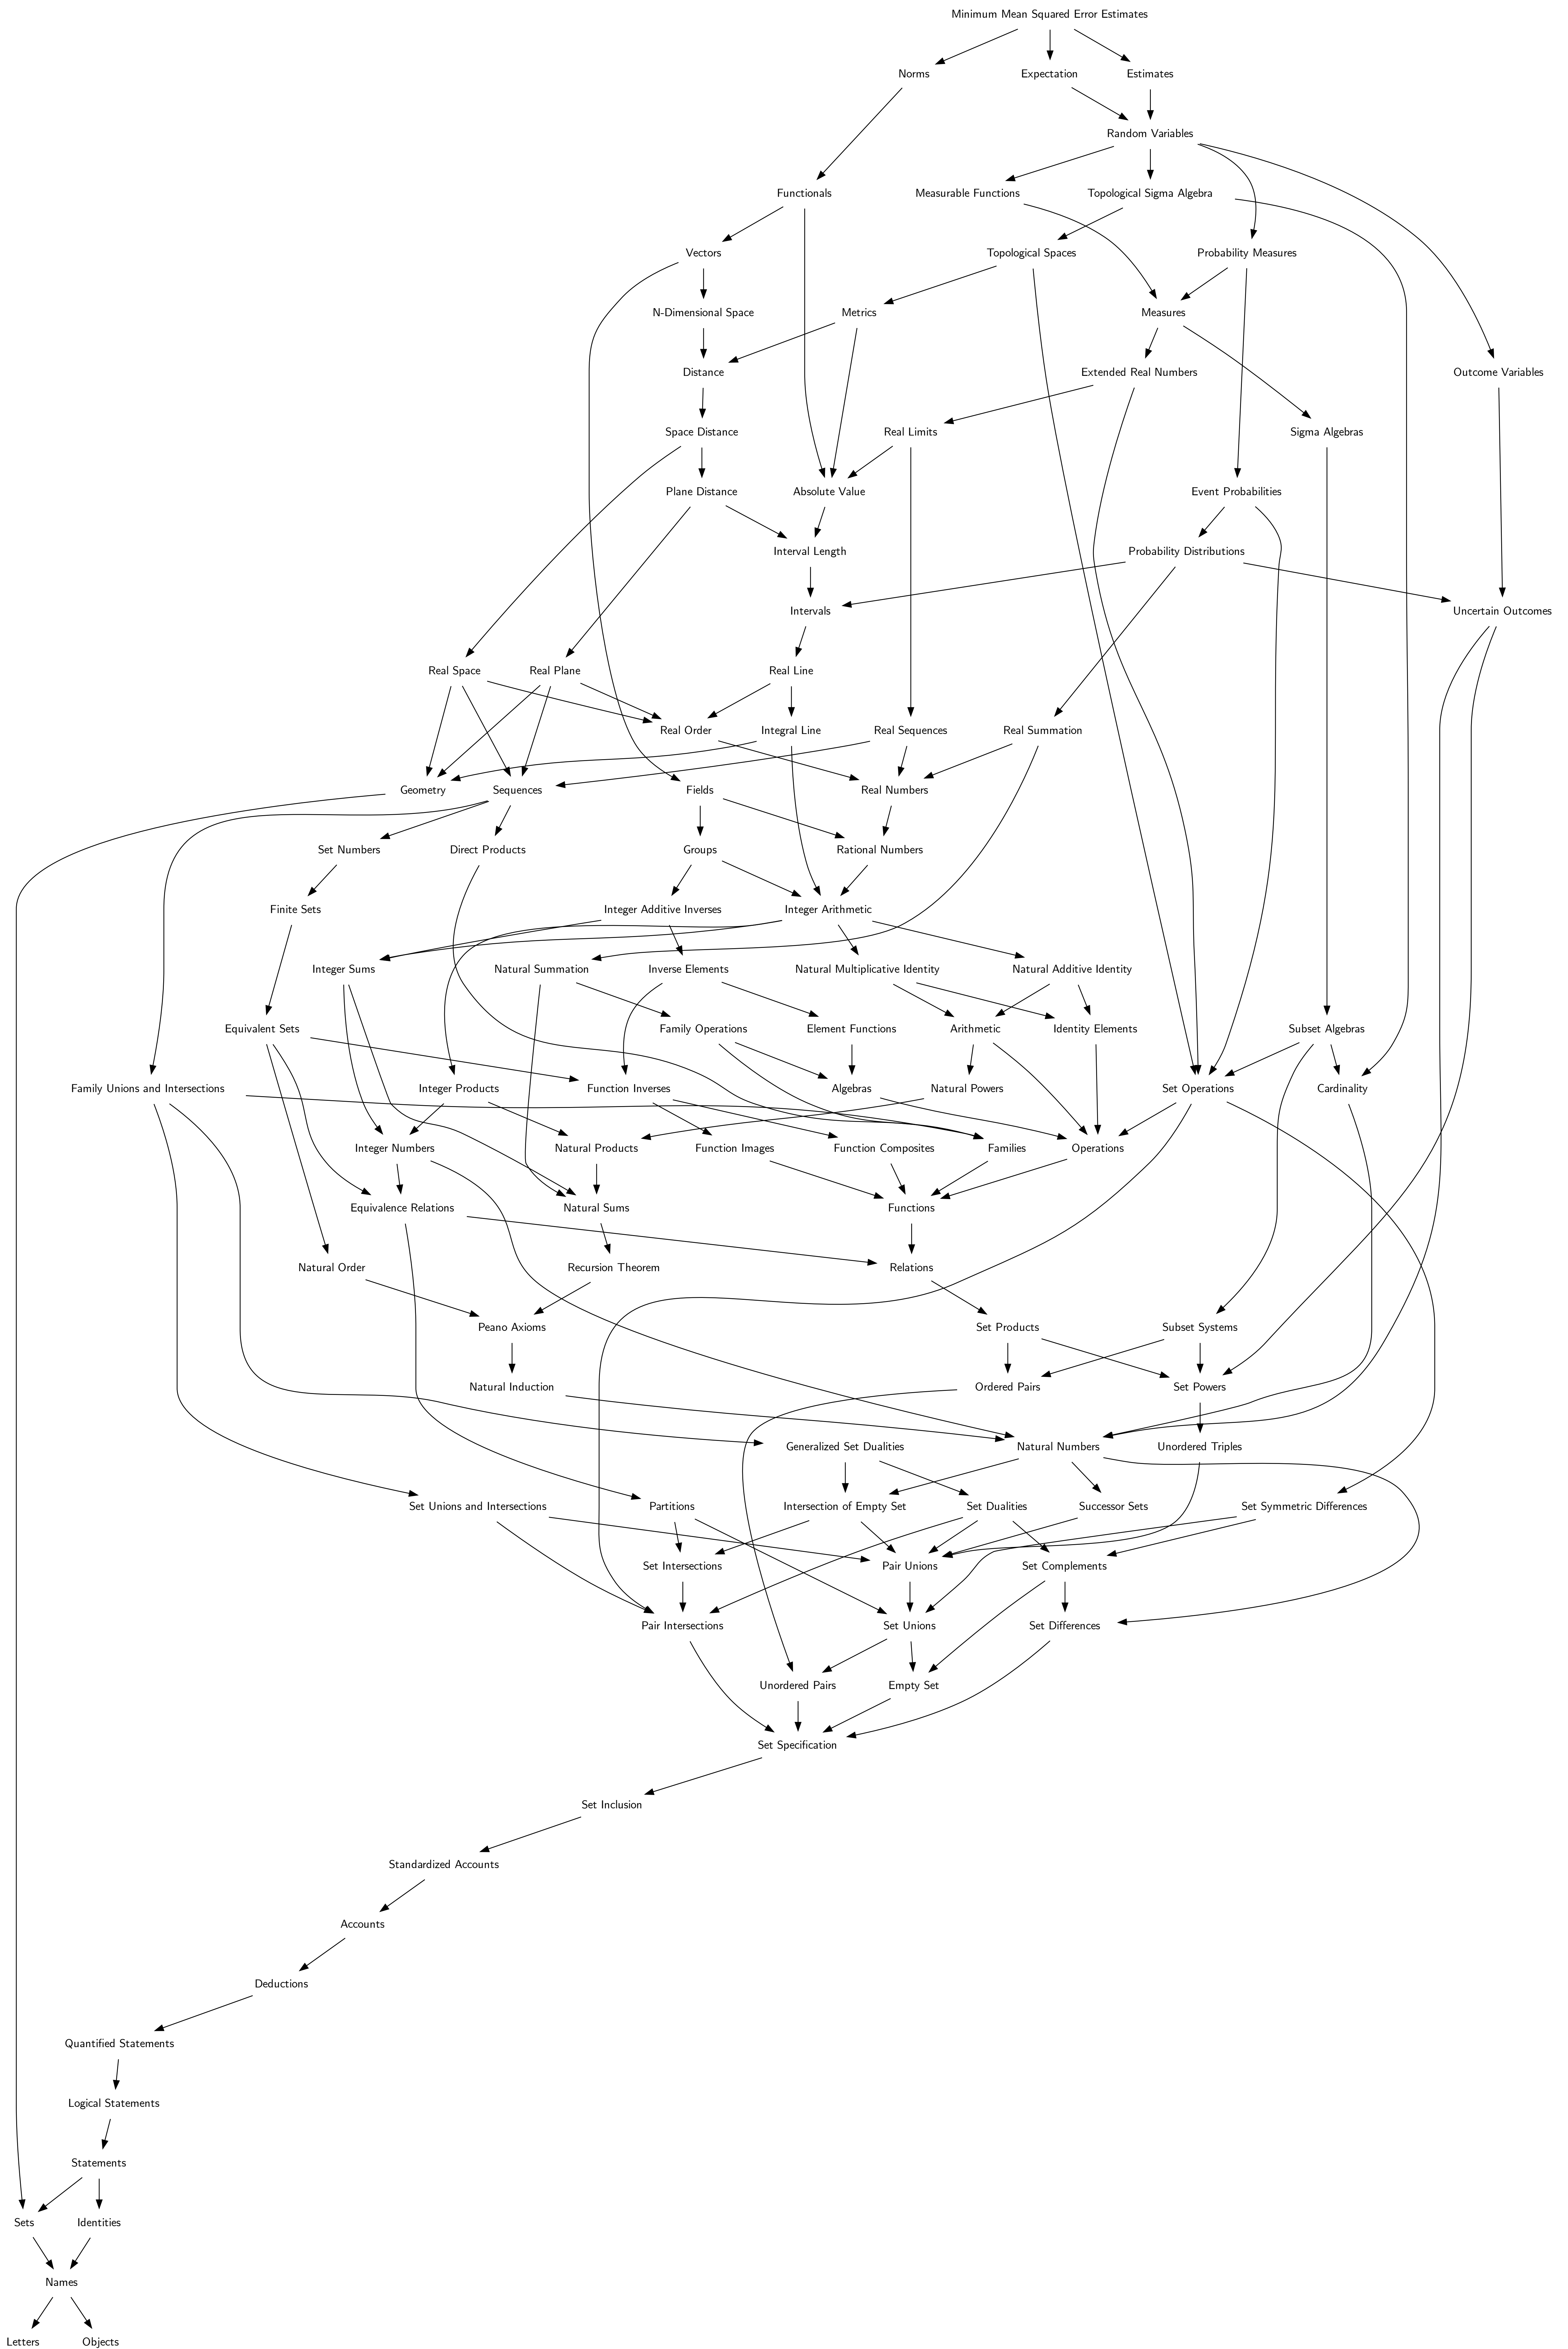 Minimum Mean Squared Error Estimates
Norms
Expectation
Estimates
Random Variables
Functionals
Measurable Functions
Topological Sigma Algebra
Vectors
Topological Spaces
Probability Measures
N-Dimensional Space
Metrics
Measures
Distance
Extended Real Numbers
Outcome Variables
Space Distance
Real Limits
Sigma Algebras
Plane Distance
Absolute Value
Event Probabilities
Interval Length
Probability Distributions
Intervals
Uncertain Outcomes
Real Space
Real Plane
Real Line
Real Order
Integral Line
Real Sequences
Real Summation
Geometry
Sequences
Fields
Real Numbers
Set Numbers
Direct Products
Groups
Rational Numbers
Finite Sets
Integer Additive Inverses
Integer Arithmetic
Integer Sums
Natural Summation
Inverse Elements
Natural Multiplicative Identity
Natural Additive Identity
Equivalent Sets
Family Operations
Element Functions
Arithmetic
Identity Elements
Subset Algebras
Family Unions and Intersections
Integer Products
Function Inverses
Algebras
Natural Powers
Set Operations
Cardinality
Integer Numbers
Natural Products
Function Images
Function Composites
Families
Operations
Equivalence Relations
Natural Sums
Functions
Natural Order
Recursion Theorem
Relations
Peano Axioms
Set Products
Subset Systems
Natural Induction
Ordered Pairs
Set Powers
Generalized Set Dualities
Natural Numbers
Unordered Triples
Set Unions and Intersections
Partitions
Intersection of Empty Set
Set Dualities
Successor Sets
Set Symmetric Differences
Set Intersections
Pair Unions
Set Complements
Pair Intersections
Set Unions
Set Differences
Unordered Pairs
Empty Set
Set Specification
Set Inclusion
Standardized Accounts
Accounts
Deductions
Quantified Statements
Logical Statements
Statements
Sets
Identities
Names
Letters
Objects